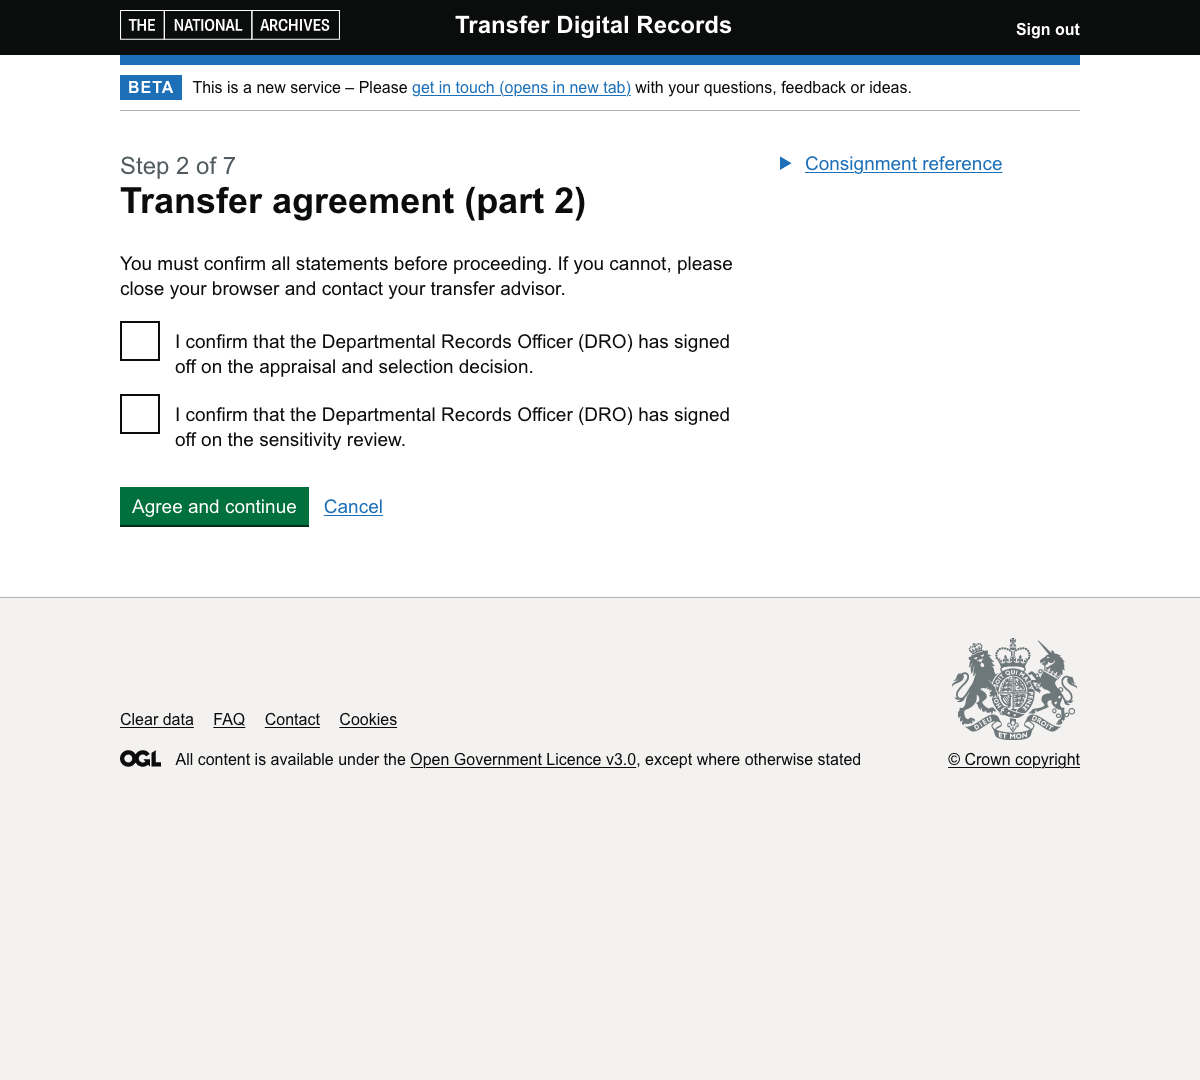 THE NATIONAL ARCHIVES
Transfer Digital Records
Sign out
BETA This is a new service – Please get in touch (opens in new tab) with your questions, feedback or ideas.
Step 2 of 7
Transfer agreement (part 2)
Consignment reference
You must confirm all statements before proceeding. If you cannot, please
close your browser and contact your transfer advisor.
I confirm that the Departmental Records Officer (DRO) has signed
off on the appraisal and selection decision.
I confirm that the Departmental Records Officer (DRO) has signed
off on the sensitivity review.
Agree and continue Cancel
Clear data FAQ Contact Cookies
DIEU ET MON DROIT
OGL All content is available under the Open Government Licence v3.0, except where otherwise stated
© Crown copyright